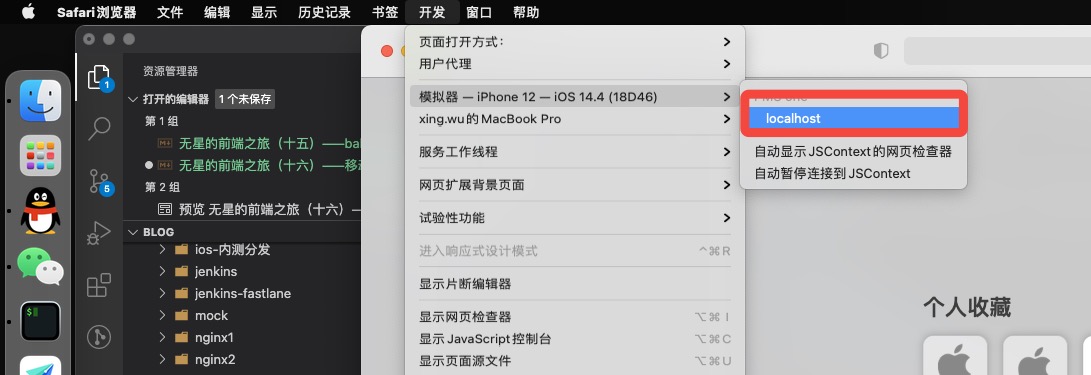 Safari浏览器 文件 编辑 显示 历史记录 书签 开发 窗口 帮助
资源管理器
打开的编辑器 1 个未保存
第 1 组
无星的前端之旅（十五）——ba
无星的前端之旅（十六）——移
第 2 组
预览 无星的前端之旅（十六）—
BLOG
ios-内测分发
jenkins
jenkins-fastlane
mock
nginx1
nginx2
1
5
$
页面打开方式：
用户代理
模拟器 — iPhone 12 — iOS 14.4 (18D46)
xing.wu的MacBook Pro
服务工作线程
网页扩展背景页面
试验性功能
进入响应式设计模式 ^⌘R
显示片断编辑器
显示网页检查器 ⌥⌘I
显示JavaScript控制台 ⌥⌘C
显示页面源文件 ⌥⌘U
localhost
自动显示JSContext的网页检查器
自动暂停连接到JSContext
个人收藏